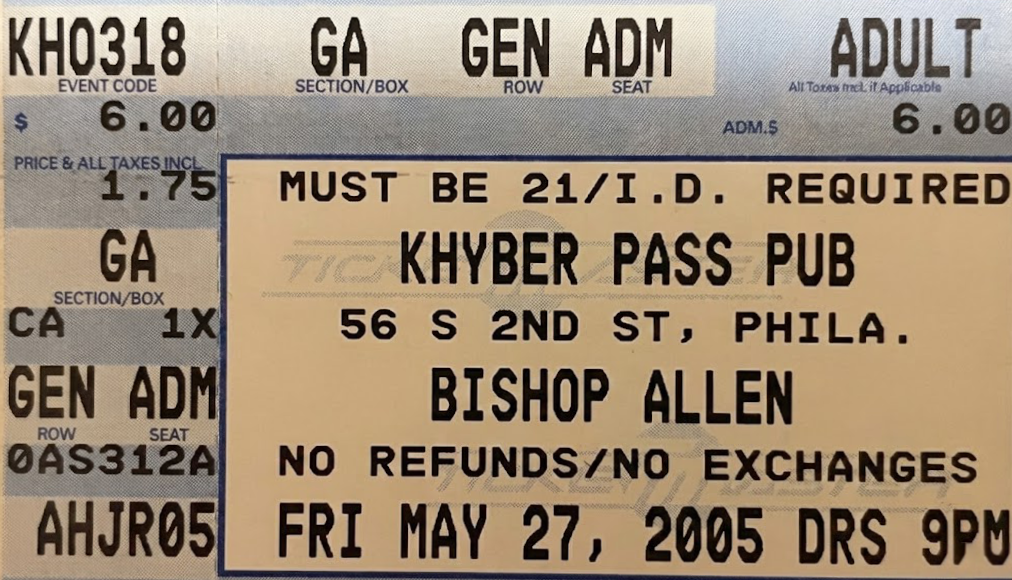 KH0318 GA GEN ADM ADULT
EVENT CODE SECTION/BOX ROW SEAT All Taxes Incl. if Applicable
$ 6.00 ADM.$ 6.00
PRICE & ALL TAXES INCL.
1.75 MUST BE 21/I.D. REQUIRED
GA KHYBER PASS PUB
SECTION/BOX
TICKETMASTER
CA 1X 56 S 2ND ST, PHILA.
GEN ADM BISHOP ALLEN
ROW SEAT
0AS312A NO REFUNDS/NO EXCHANGES
TICKETMASTER
AHJR05 FRI MAY 27, 2005 DRS 9PM